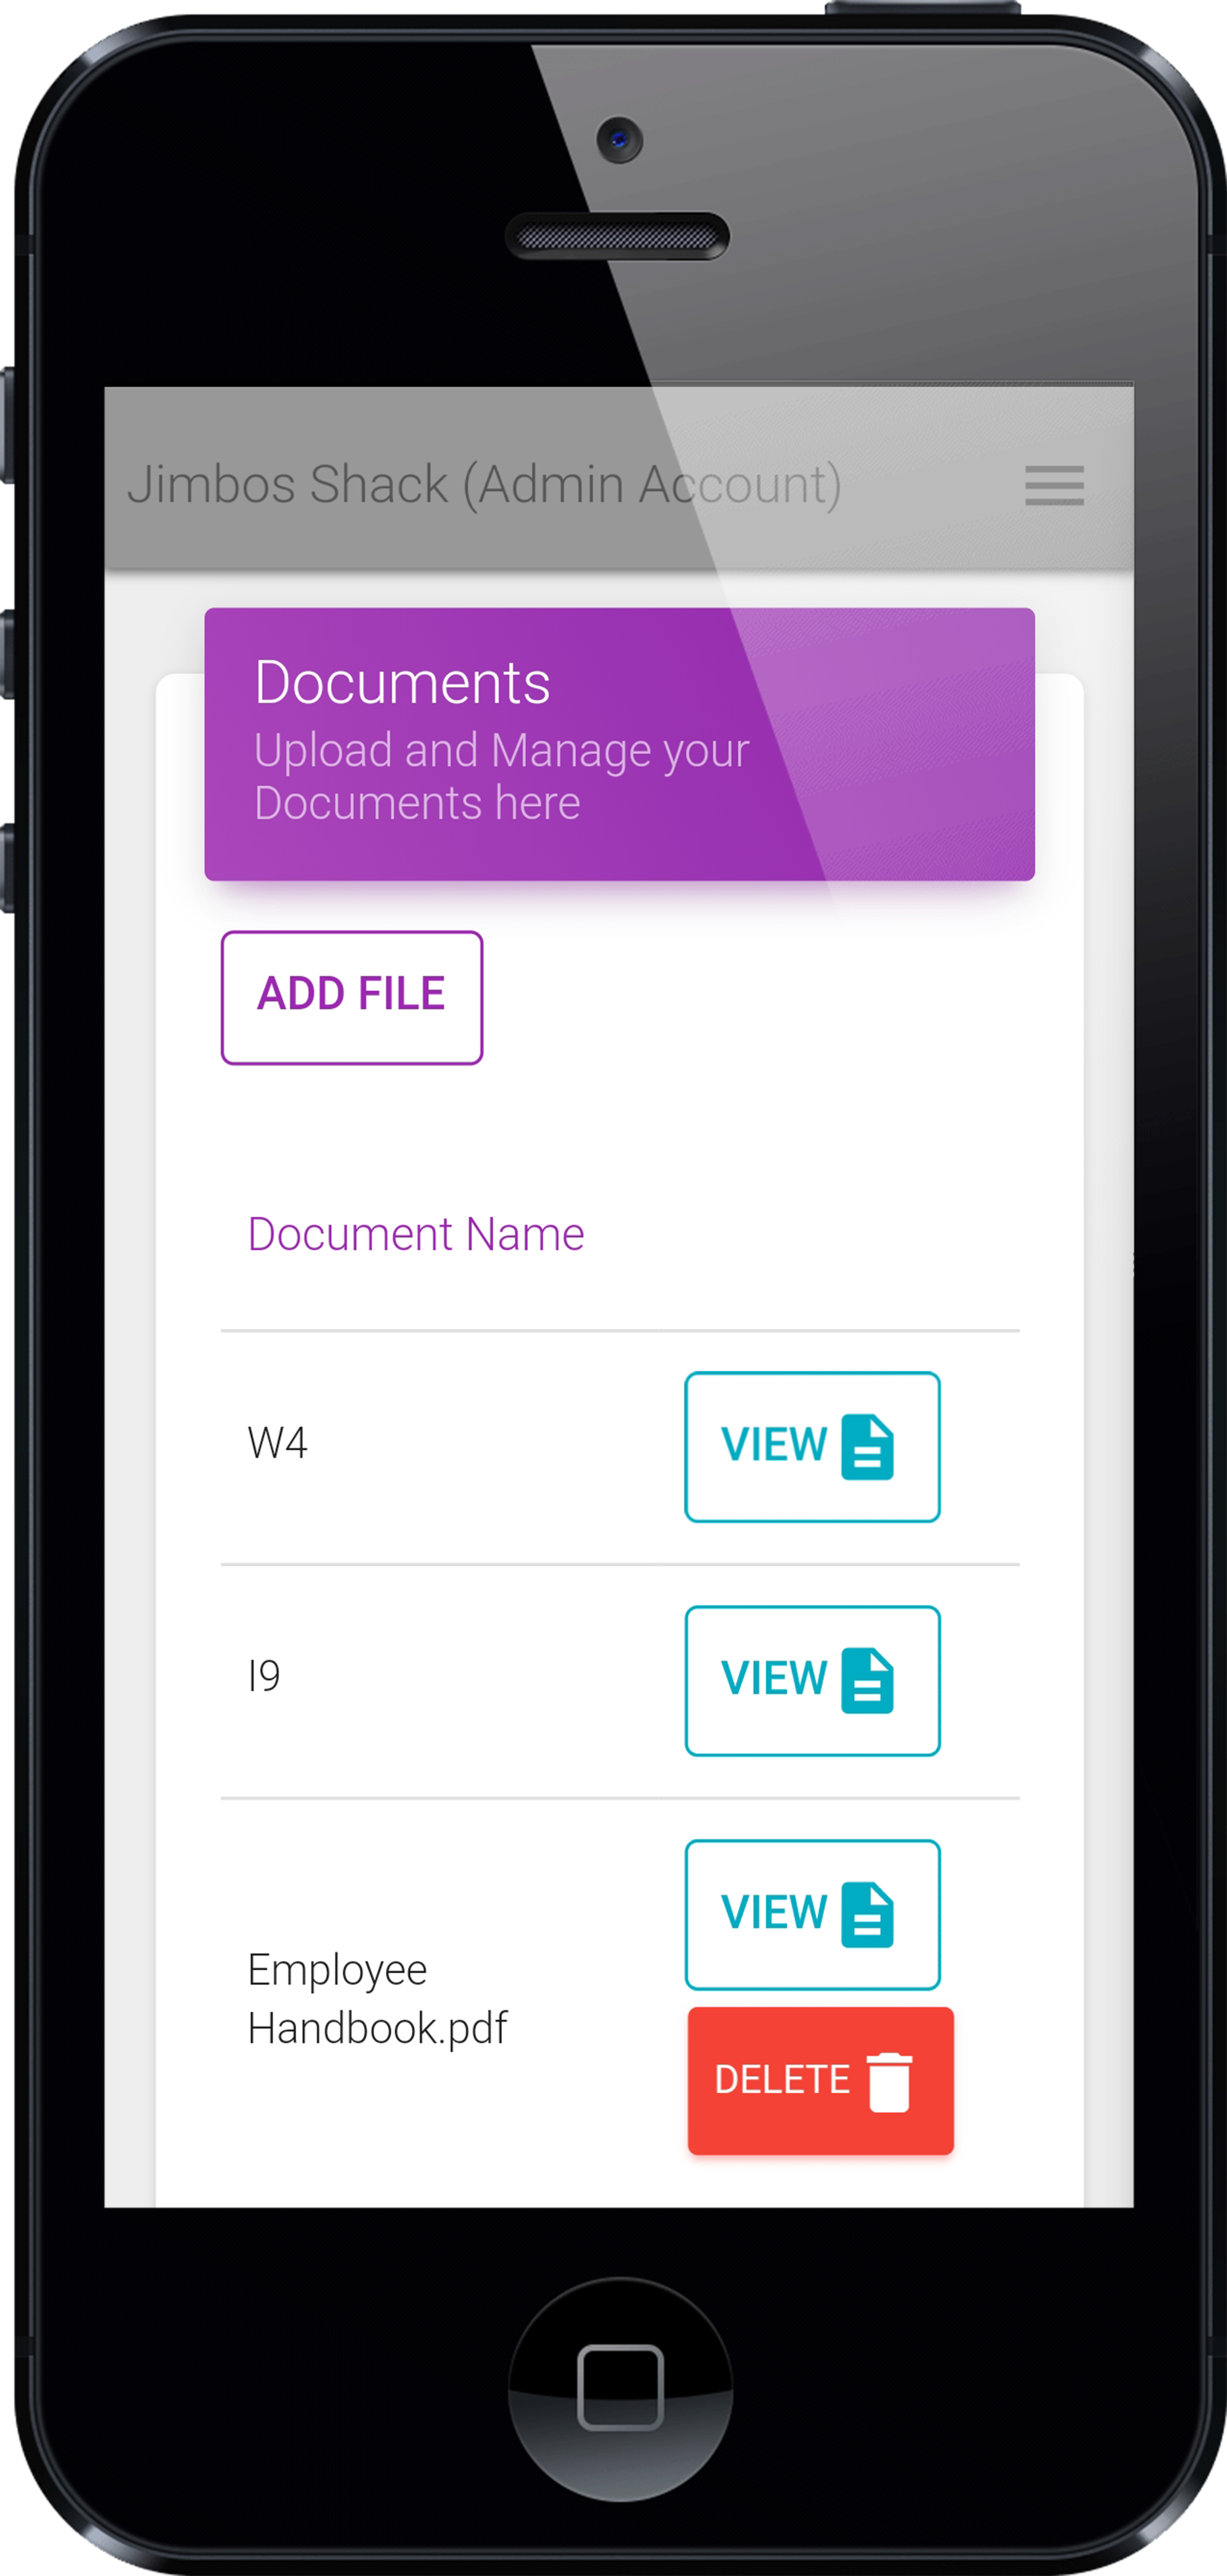 Jimbos Shack (Admin Account)
Documents
Upload and Manage your
Documents here
ADD FILE
Document Name
W4
VIEW
I9
VIEW
Employee
Handbook.pdf
VIEW
DELETE